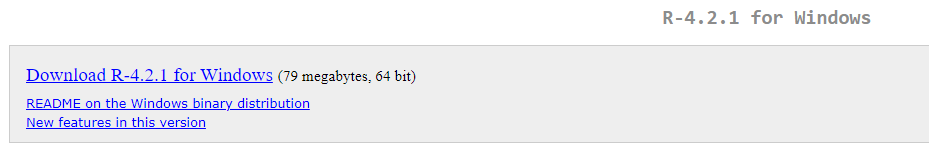 R-4.2.1 for Windows
Download R-4.2.1 for Windows (79 megabytes, 64 bit)
README on the Windows binary distribution
New features in this version